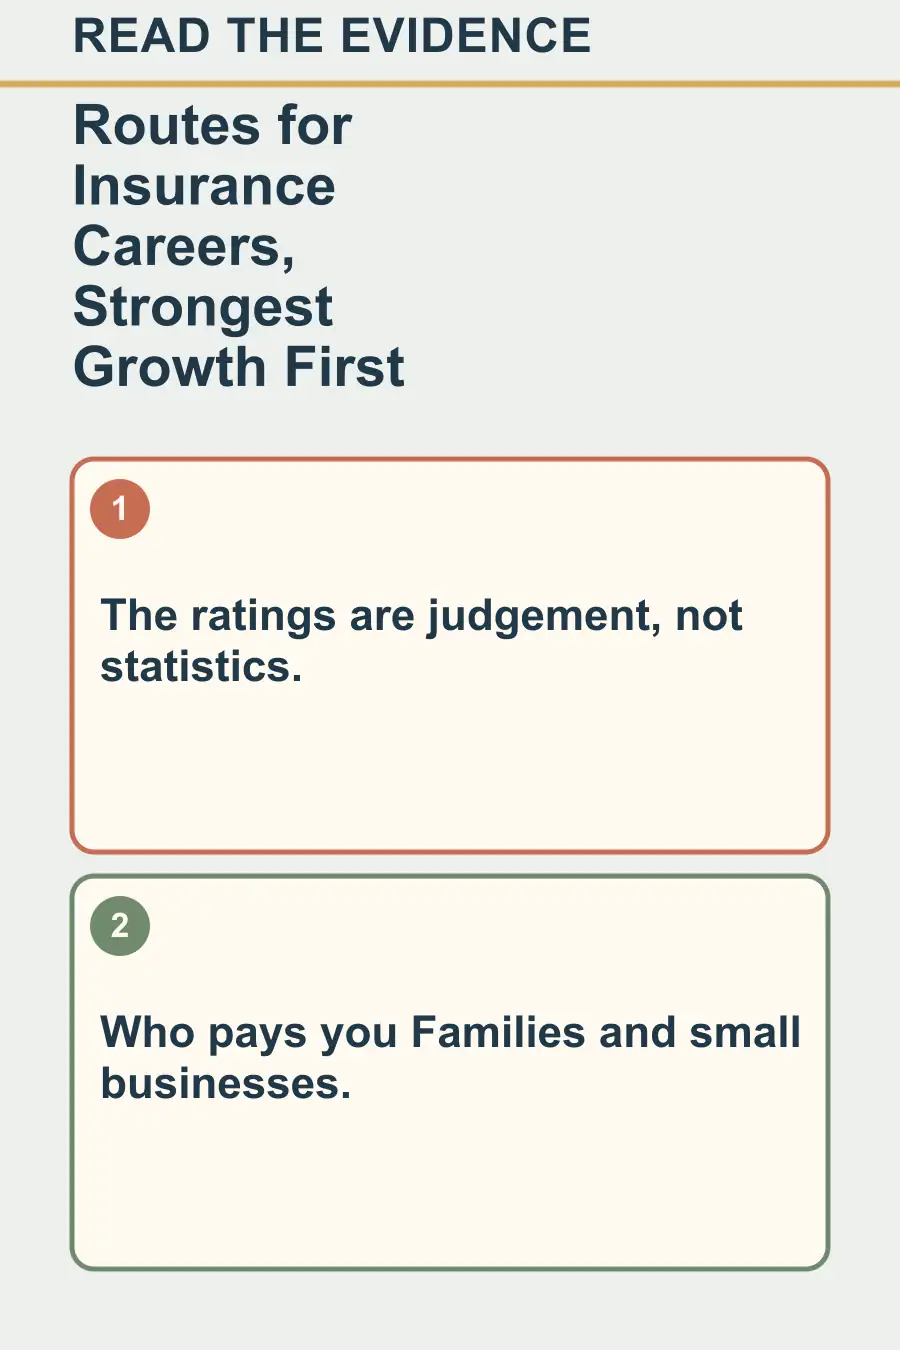 READ THE EVIDENCE
Routes for
Insurance
Careers,
Strongest
Growth First
1
The ratings are judgement, not
statistics.
2
Who pays you Families and small
businesses.